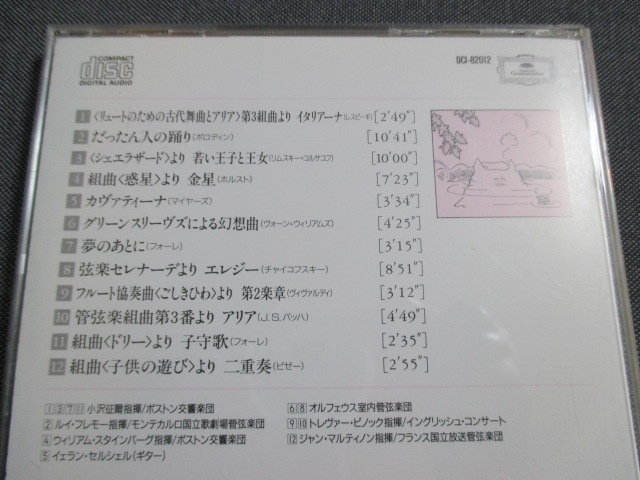 COMPACT
disc
DIGITAL AUDIO
DCI-82012
1 〈リュートのための古代舞曲とアリア〉第3組曲より イタリアーナ(レスピーギ) [2'49"]
2 だったん人の踊り(ボロディン) [10'41"]
3 〈シェエラザード〉より 若い王子と王女(リムスキー・コルサコフ) [10'00"]
4 組曲〈惑星〉より 金星(ホルスト) [7'23"]
5 カヴァティーナ(マイヤーズ) [3'34"]
6 グリーンスリーヴズによる幻想曲(ヴォーン=ウィリアムズ) [4'25"]
7 夢のあとに(フォーレ) [3'15"]
8 弦楽セレナーデより エレジー(チャイコフスキー) [8'51"]
9 フルート協奏曲〈ごしきひわ〉より 第2楽章(ヴィヴァルディ) [3'12"]
10 管弦楽組曲第3番より アリア(J.S.バッハ) [4'49"]
11 組曲〈ドリー〉より 子守歌(フォーレ) [2'35"]
12 組曲〈子供の遊び〉より 二重奏(ビゼー) [2'55"]
1 3 7 11 小沢征爾指揮/ボストン交響楽団
2 ルイ・フレモー指揮/モンテカルロ国立歌劇場管弦楽団
4 ウィリアム・スタインバーグ指揮/ボストン交響楽団
5 イェラン・セルシェル(ギター)
6 8 オルフェウス室内管弦楽団
9 10 トレヴァー・ピノック指揮/イングリッシュ・コンサート
12 ジャン・マルティノン指揮/フランス国立放送管弦楽団